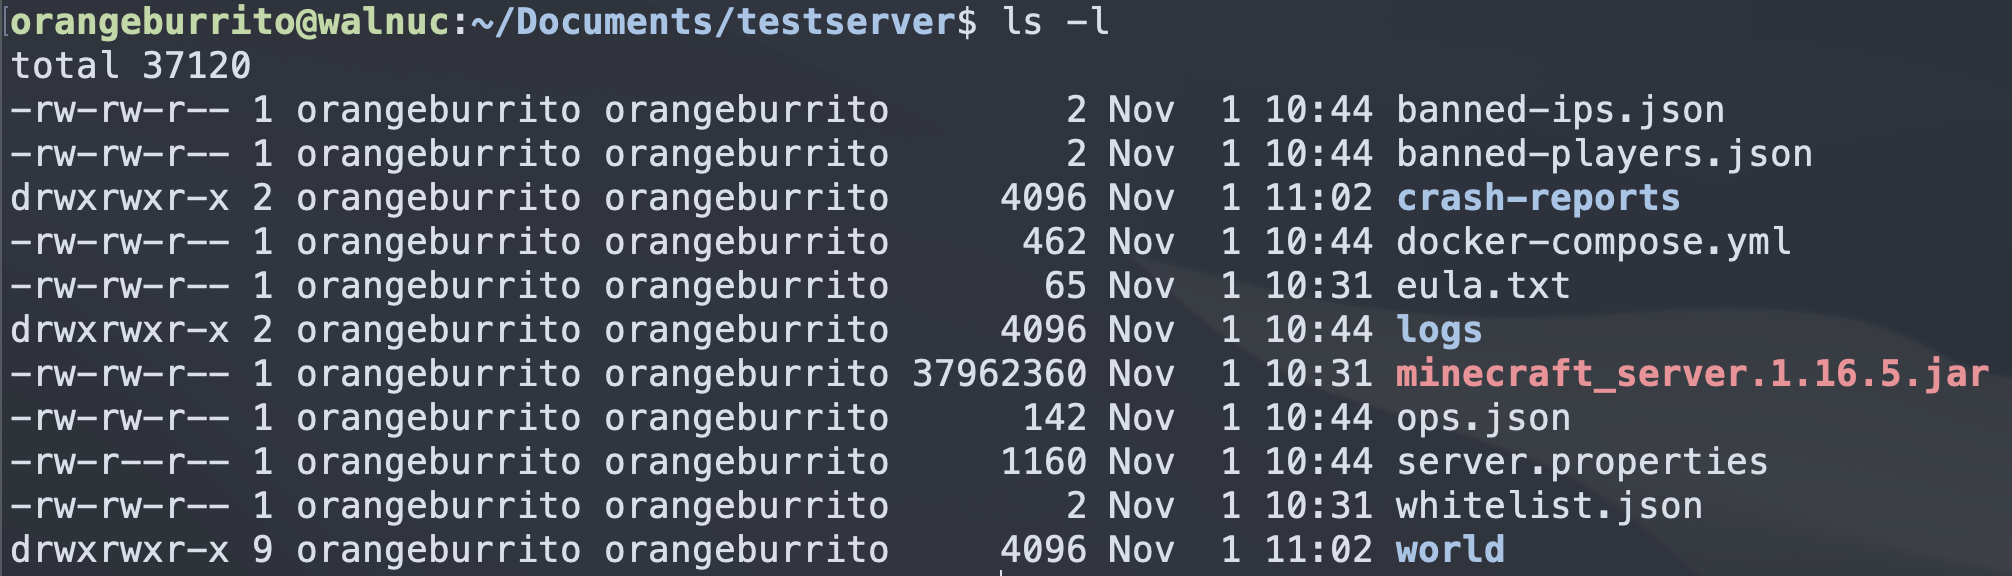 orangeburrito@walnuc:~/Documents/testserver$ ls -l
total 37120
-rw-rw-r-- 1 orangeburrito orangeburrito        2 Nov  1 10:44 banned-ips.json
-rw-rw-r-- 1 orangeburrito orangeburrito        2 Nov  1 10:44 banned-players.json
drwxrwxr-x 2 orangeburrito orangeburrito     4096 Nov  1 11:02 crash-reports
-rw-rw-r-- 1 orangeburrito orangeburrito      462 Nov  1 10:44 docker-compose.yml
-rw-rw-r-- 1 orangeburrito orangeburrito       65 Nov  1 10:31 eula.txt
drwxrwxr-x 2 orangeburrito orangeburrito     4096 Nov  1 10:44 logs
-rw-rw-r-- 1 orangeburrito orangeburrito 37962360 Nov  1 10:31 minecraft_server.1.16.5.jar
-rw-rw-r-- 1 orangeburrito orangeburrito      142 Nov  1 10:44 ops.json
-rw-r--r-- 1 orangeburrito orangeburrito     1160 Nov  1 10:44 server.properties
-rw-rw-r-- 1 orangeburrito orangeburrito        2 Nov  1 10:31 whitelist.json
drwxrwxr-x 9 orangeburrito orangeburrito     4096 Nov  1 11:02 world